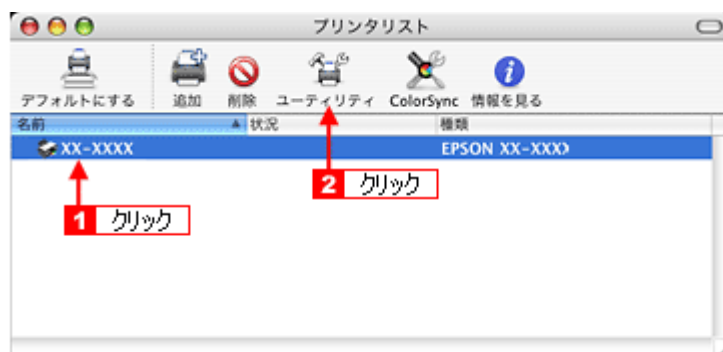 プリンタリスト
デフォルトにする 追加 削除 ユーティリティ ColorSync 情報を見る
名前 状況 種類
XX-XXXX EPSON XX-XXX
2 クリック
1 クリック